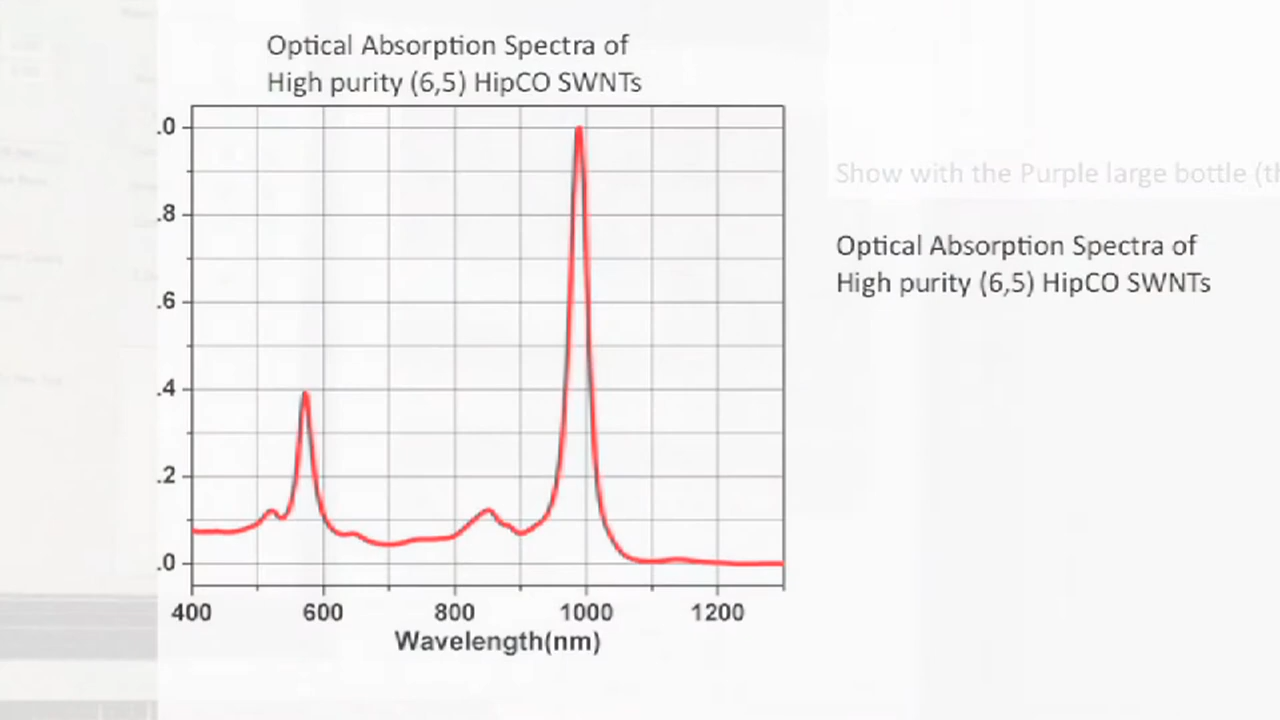 Optical Absorption Spectra of
High purity (6,5) HipCO SWNTs
.0
.8
.6
.4
.2
.0
400 600 800 1000 1200
Wavelength(nm)
Show with the Purple large bottle (th
Optical Absorption Spectra of
High purity (6,5) HipCO SWNTs